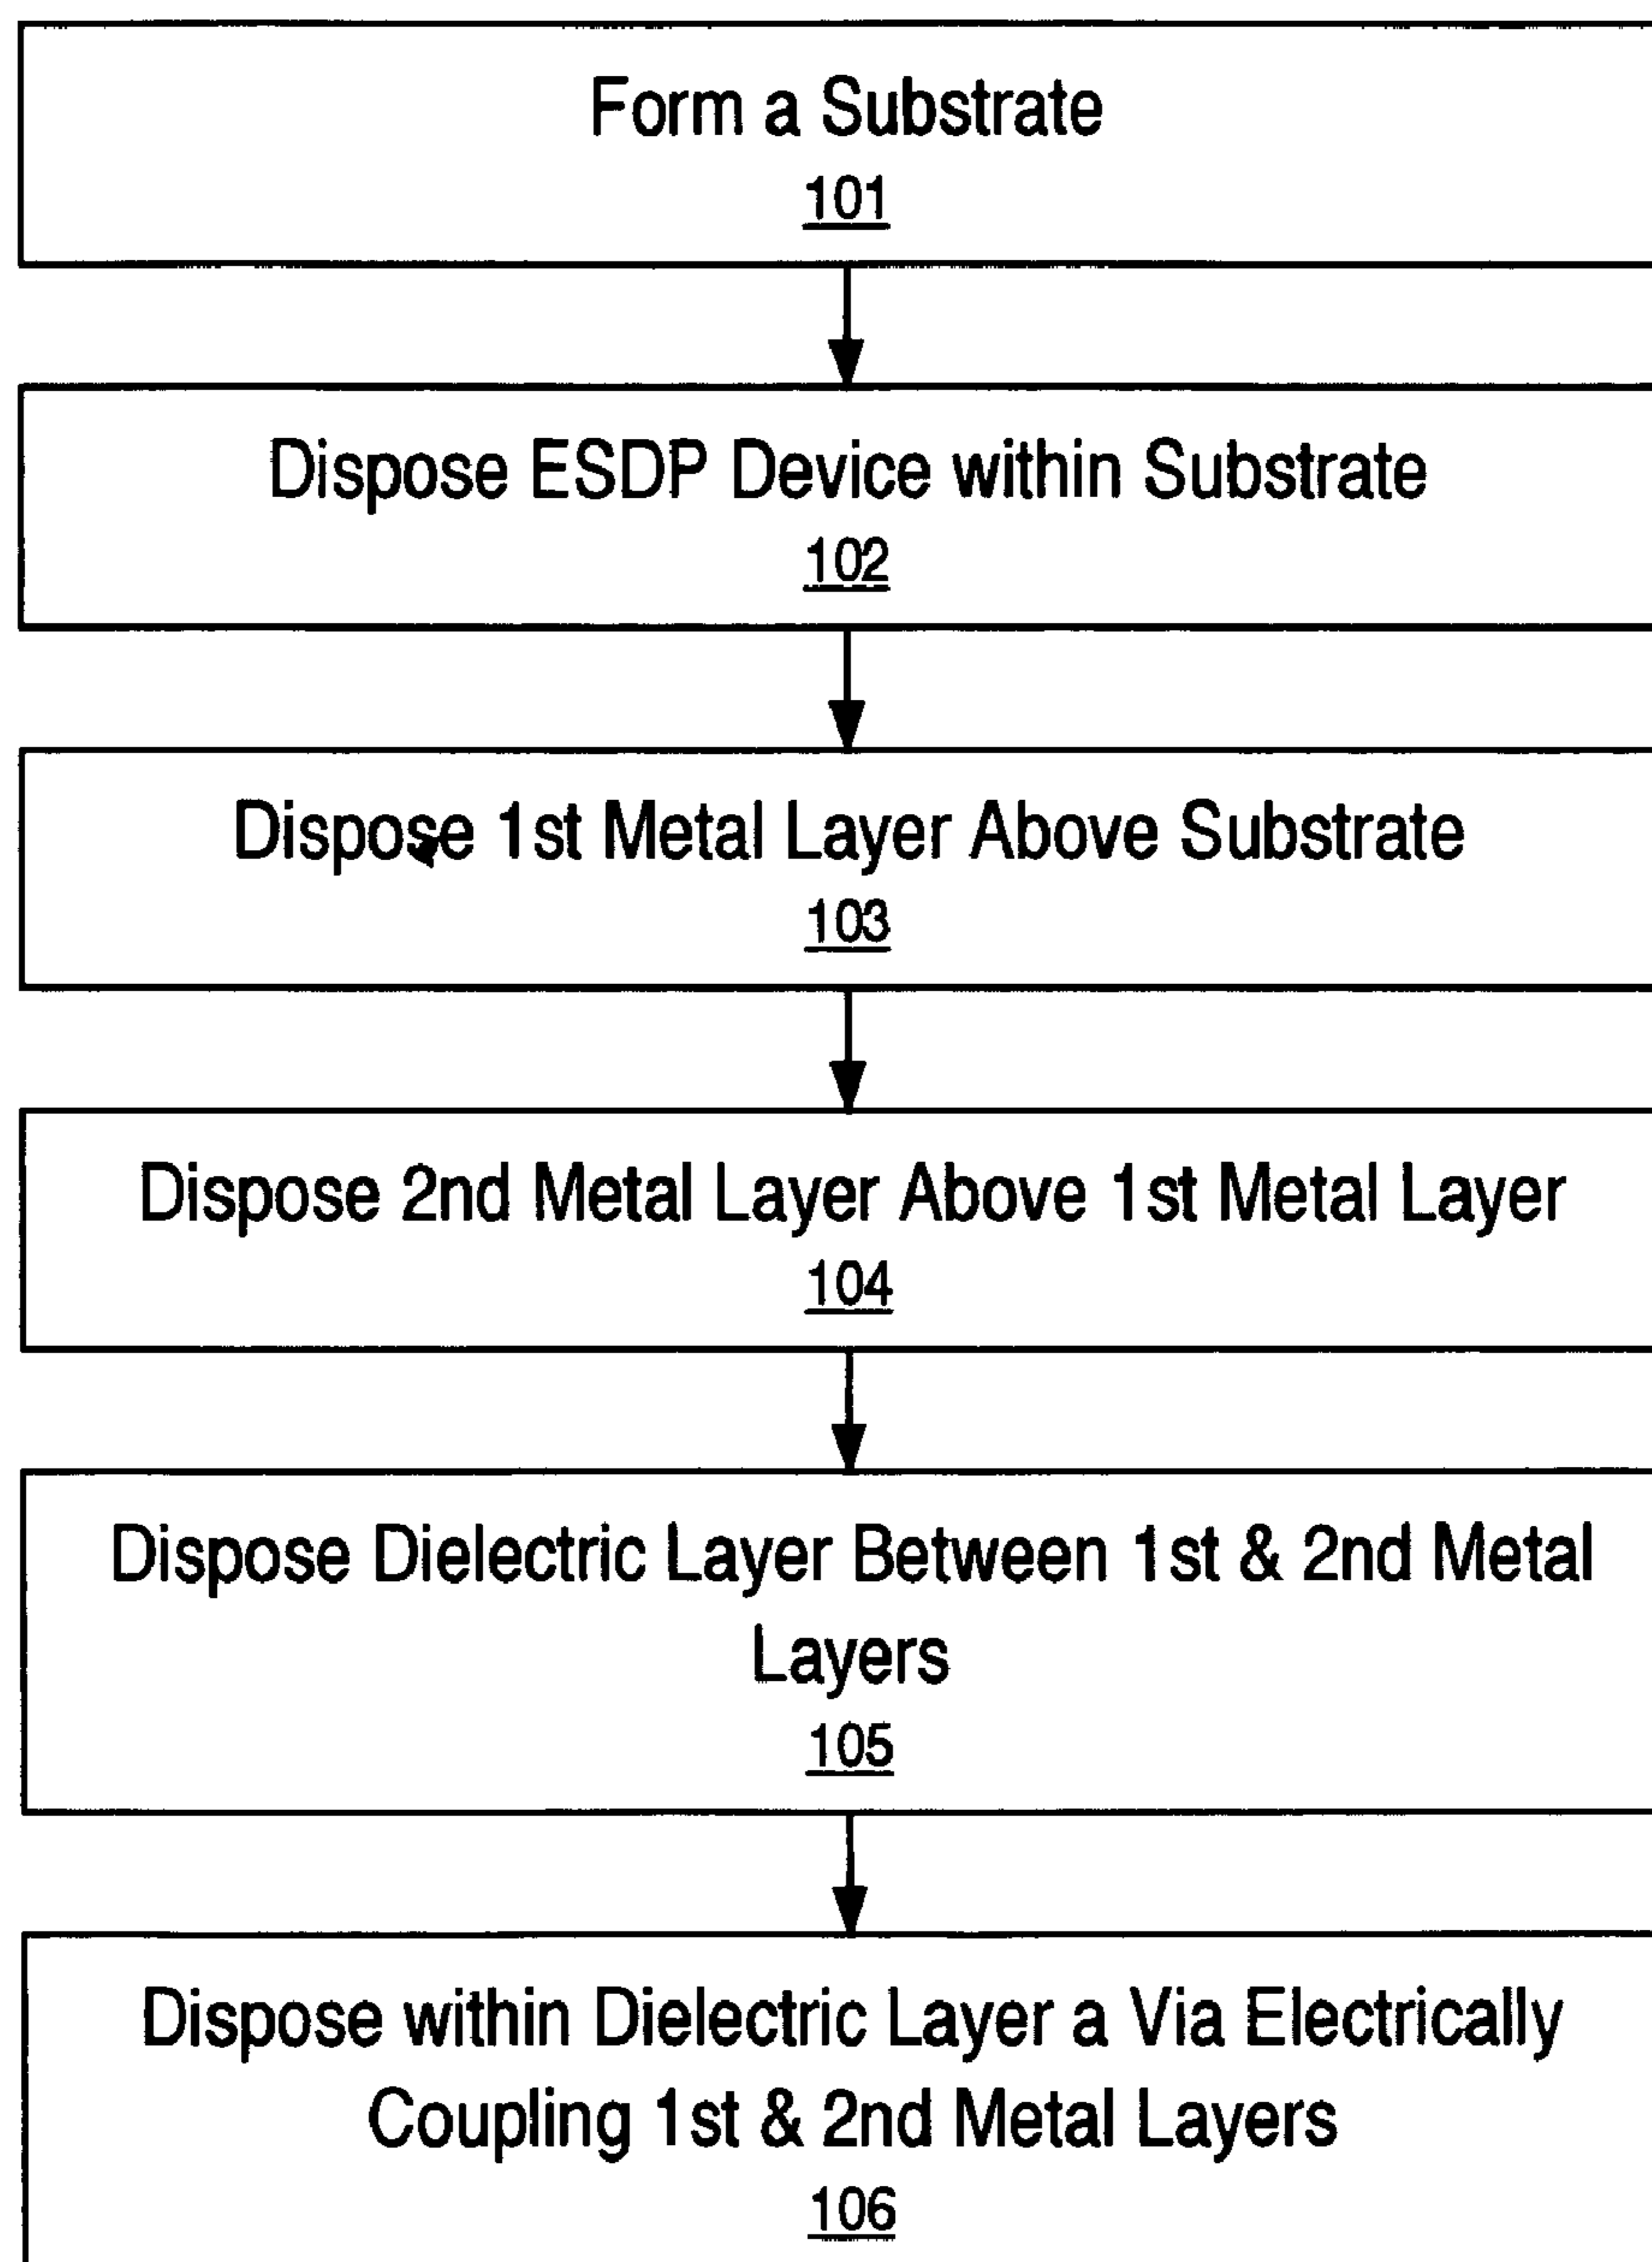 Form a Substrate
101
Dispose ESDP Device within Substrate
102
Dispose 1st Metal Layer Above Substrate
103
Dispose 2nd Metal Layer Above 1st Metal Layer
104
Dispose Dielectric Layer Between 1st & 2nd Metal
Layers
105
Dispose within Dielectric Layer a Via Electrically
Coupling 1st & 2nd Metal Layers
106